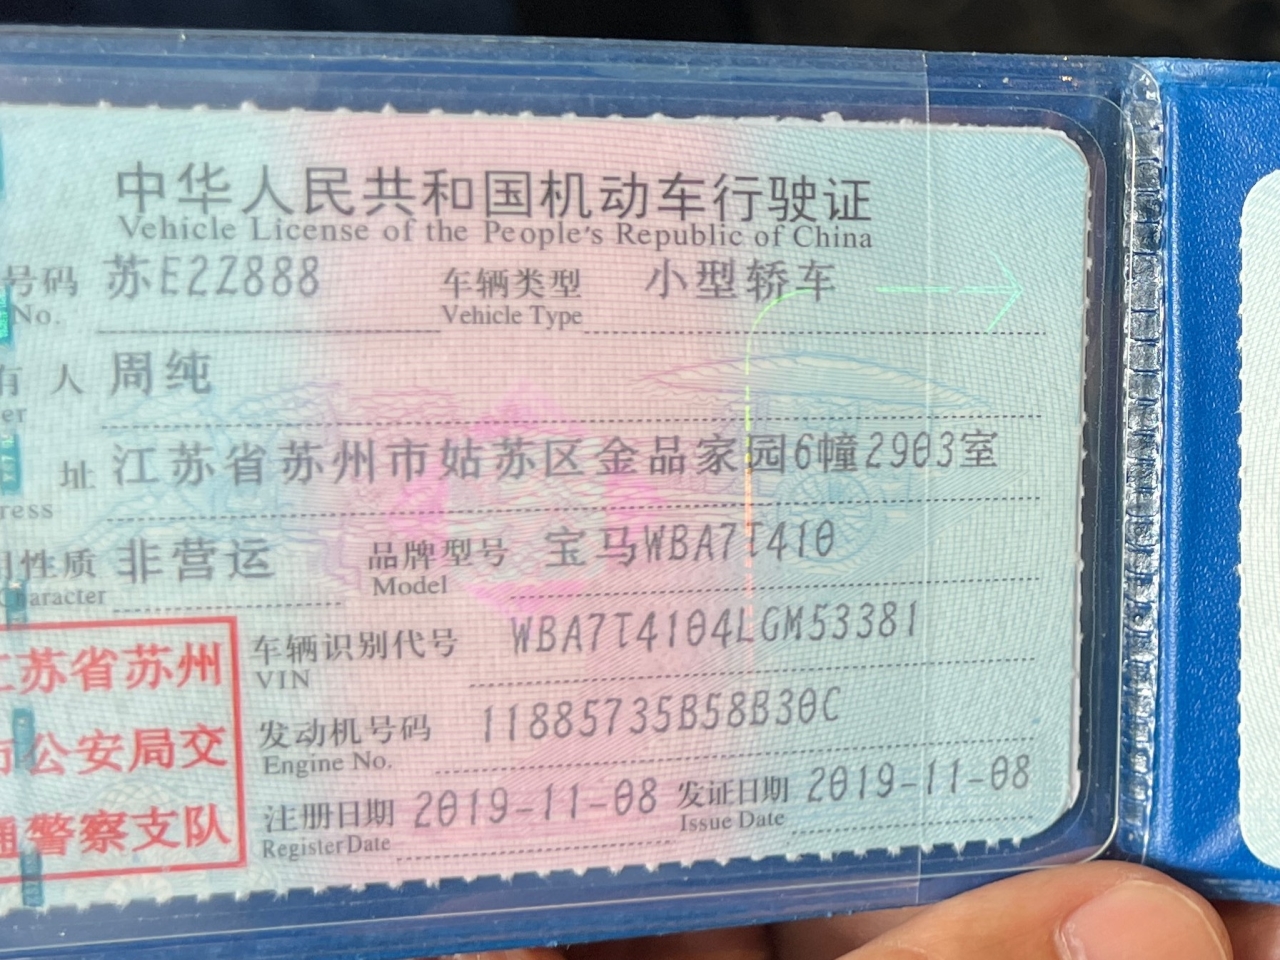 中华人民共和国机动车行驶证
Vehicle License of the People's Republic of China
号码 苏E2Z888 车辆类型 小型轿车
No. Vehicle Type
有 人 周纯
er
址 江苏省苏州市姑苏区金品家园6幢2903室
ress
用性质 非营运 品牌型号 宝马WBA7T410
Character Model
江苏省苏州
市公安局交
通警察支队
车辆识别代号 WBA7T4104LGM53381
VIN
发动机号码 11885735B58B30C
Engine No.
注册日期 2019-11-08 发证日期 2019-11-08
Register Date Issue Date